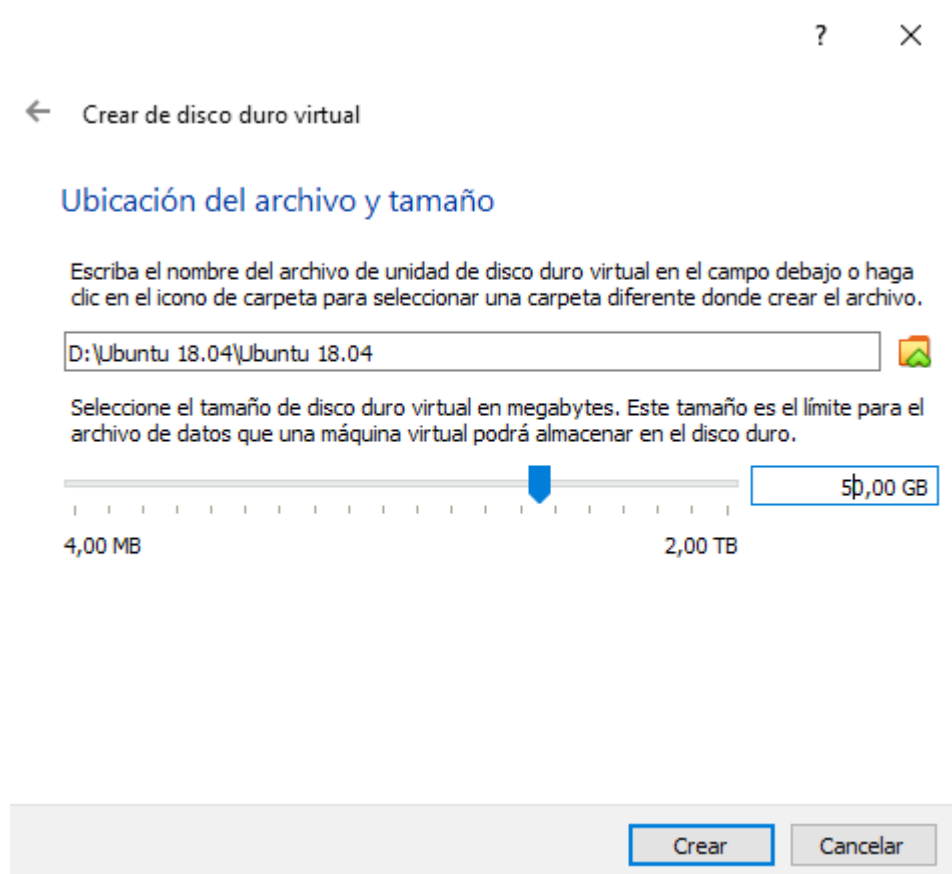 ?
Crear de disco duro virtual
Ubicación del archivo y tamaño
Escriba el nombre del archivo de unidad de disco duro virtual en el campo debajo o haga
clic en el icono de carpeta para seleccionar una carpeta diferente donde crear el archivo.
D:\Ubuntu 18.04\Ubuntu 18.04
Seleccione el tamaño de disco duro virtual en megabytes. Este tamaño es el límite para el
archivo de datos que una máquina virtual podrá almacenar en el disco duro.
50,00 GB
4,00 MB 2,00 TB
Crear Cancelar